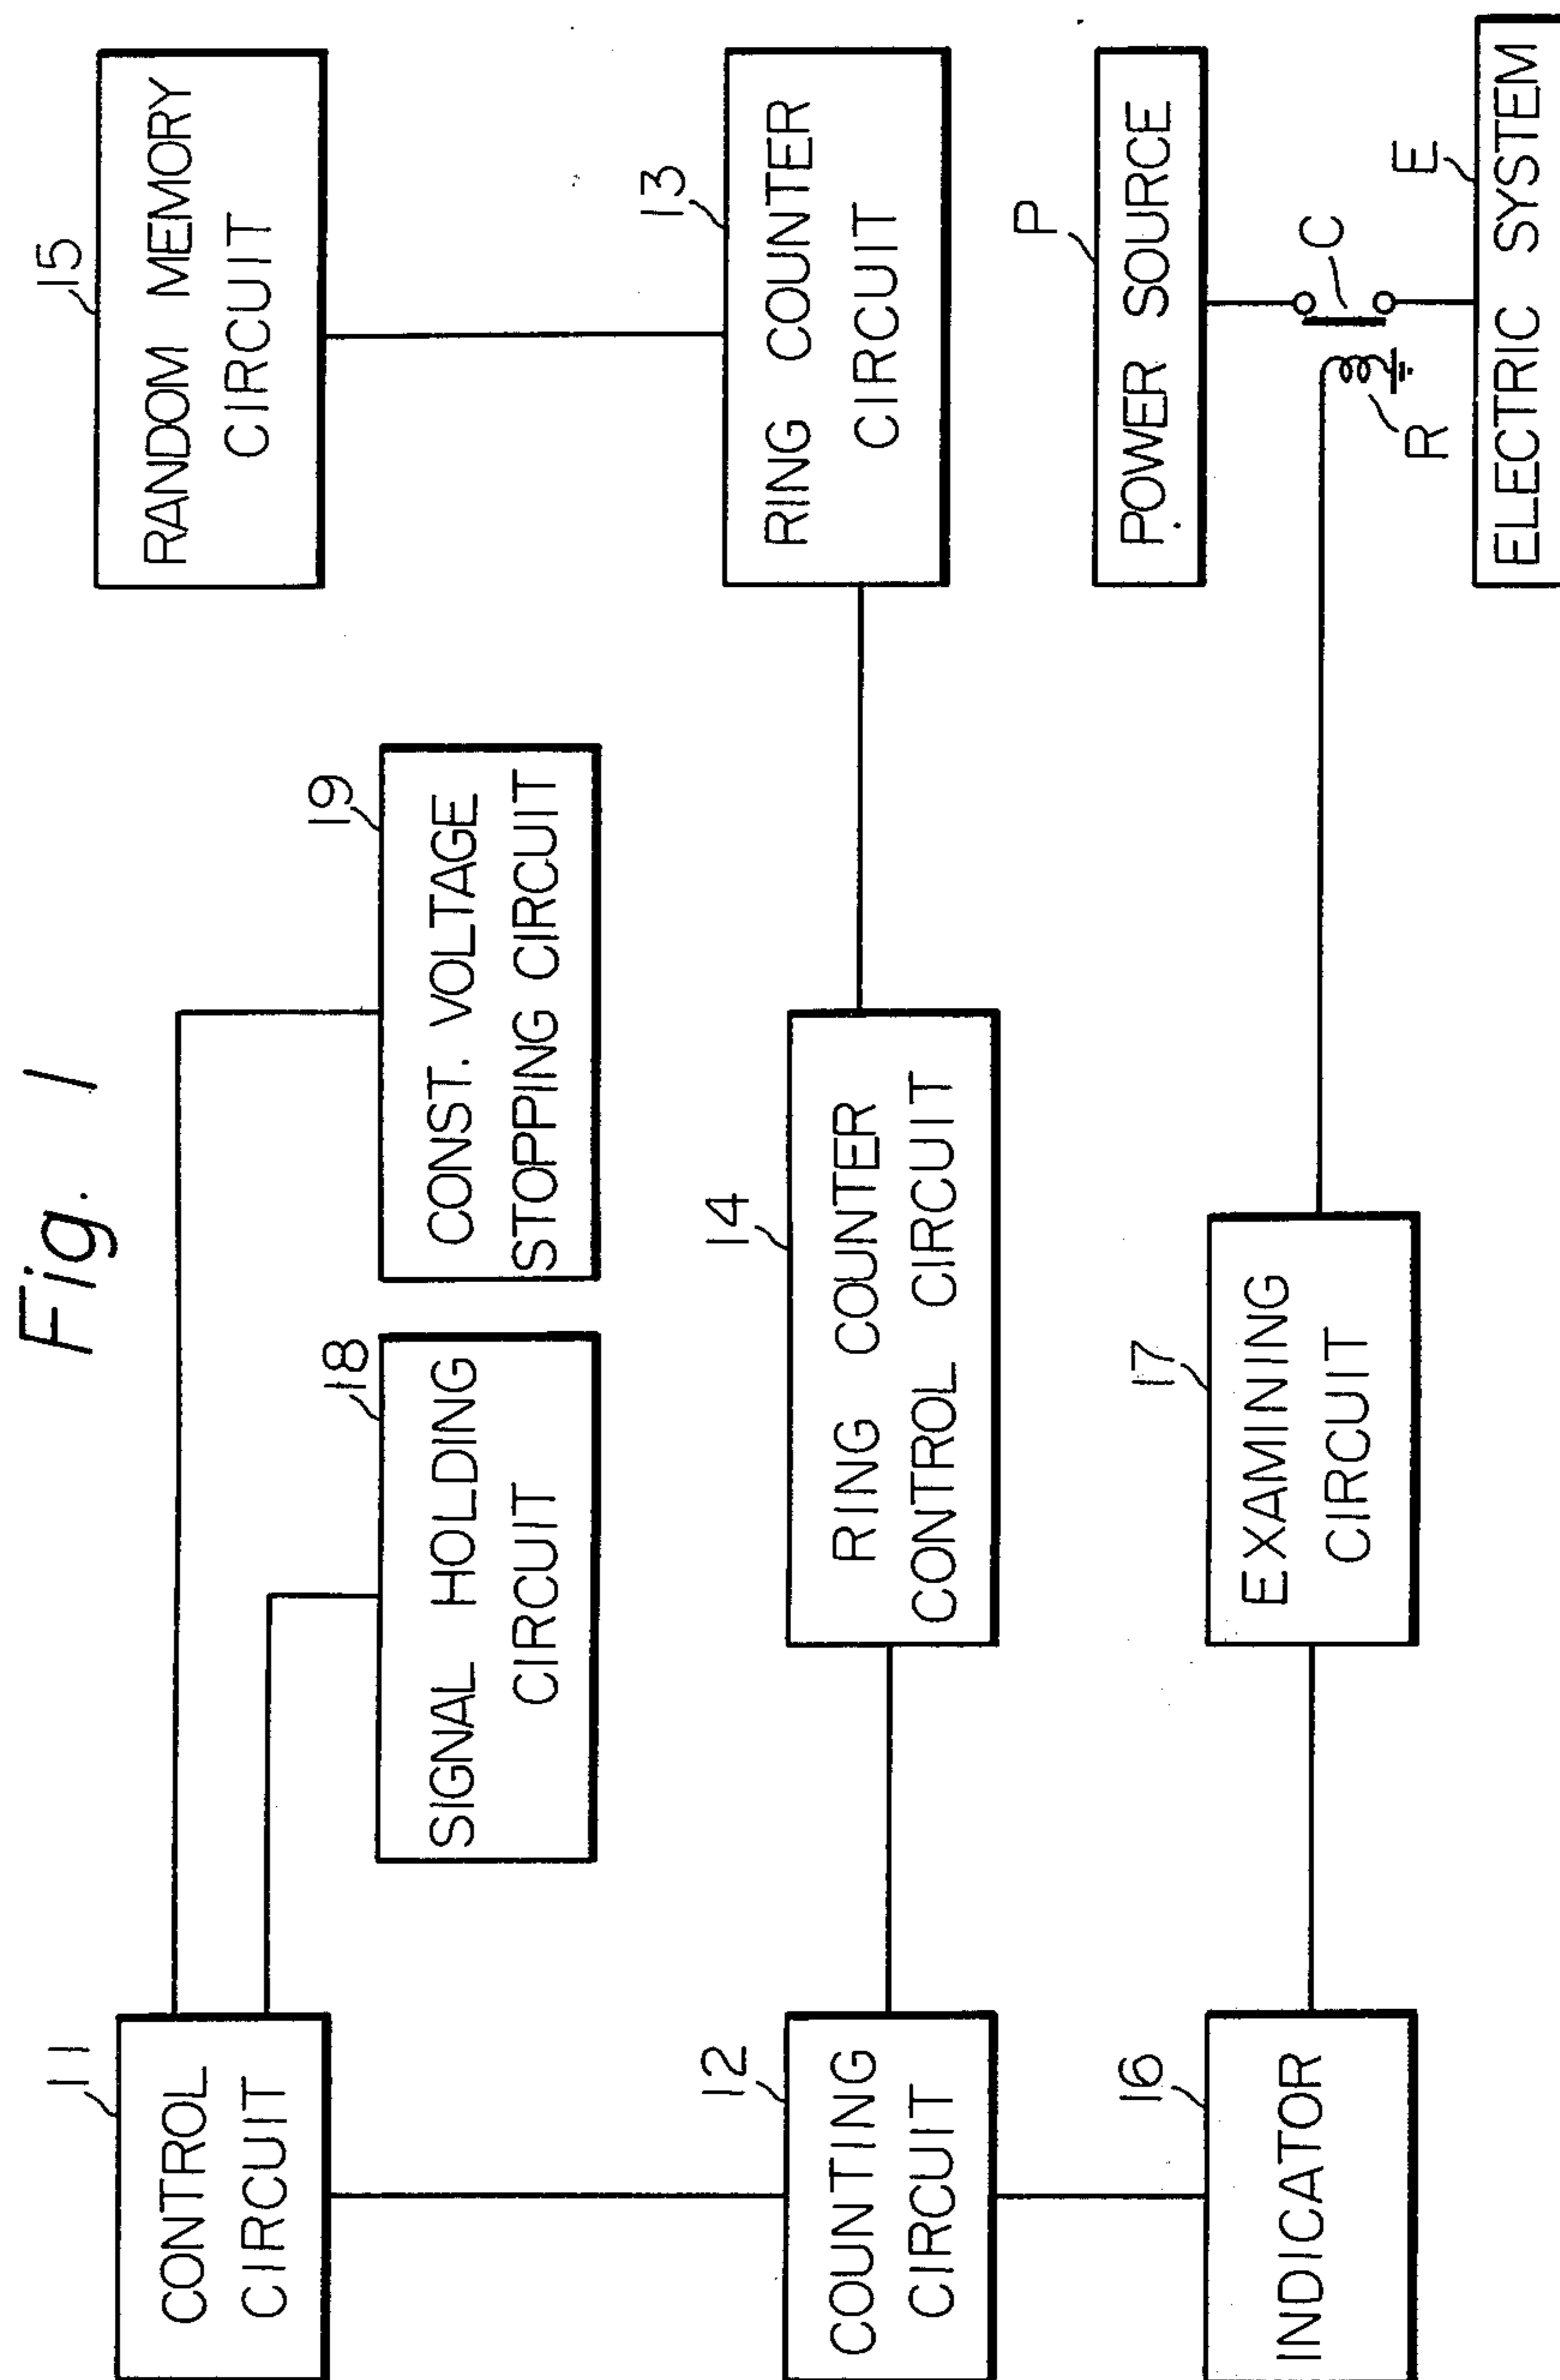 Fig. 1
11
CONTROL
CIRCUIT
18
SIGNAL HOLDING
CIRCUIT
19
CONST. VOLTAGE
STOPPING CIRCUIT
15
RANDOM MEMORY
CIRCUIT
12
COUNTING
CIRCUIT
14
RING COUNTER
CONTROL CIRCUIT
13
RING COUNTER
CIRCUIT
16
INDICATOR
17
EXAMINING
CIRCUIT
P
POWER SOURCE
C
R
E
ELECTRIC SYSTEM